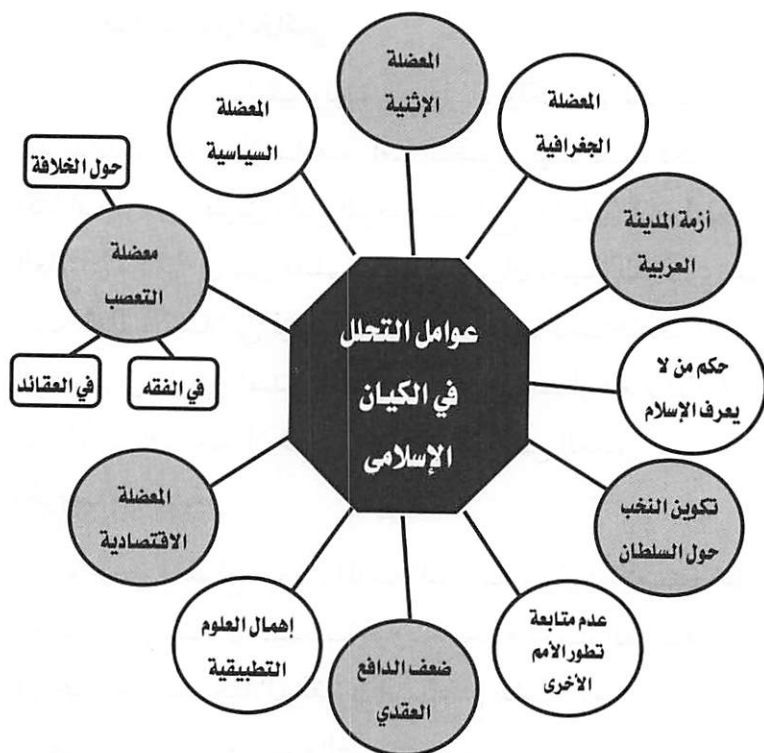 المعضلة
الإثنية
المعضلة
الجغرافية
أزمة المدينة
العربية
حكم من لا
يعرف الإسلام
تكوين النخب
حول السلطان
عدم متابعة
تطور الأمم
الأخرى
ضعف الدافع
العقدي
إهمال العلوم
التطبيقية
المعضلة
الاقتصادية
معضلة
التعصب
حول الخلافة
في الفقه
في العقائد
المعضلة
السياسية
عوامل التحلل
في الكيان
الإسلامى